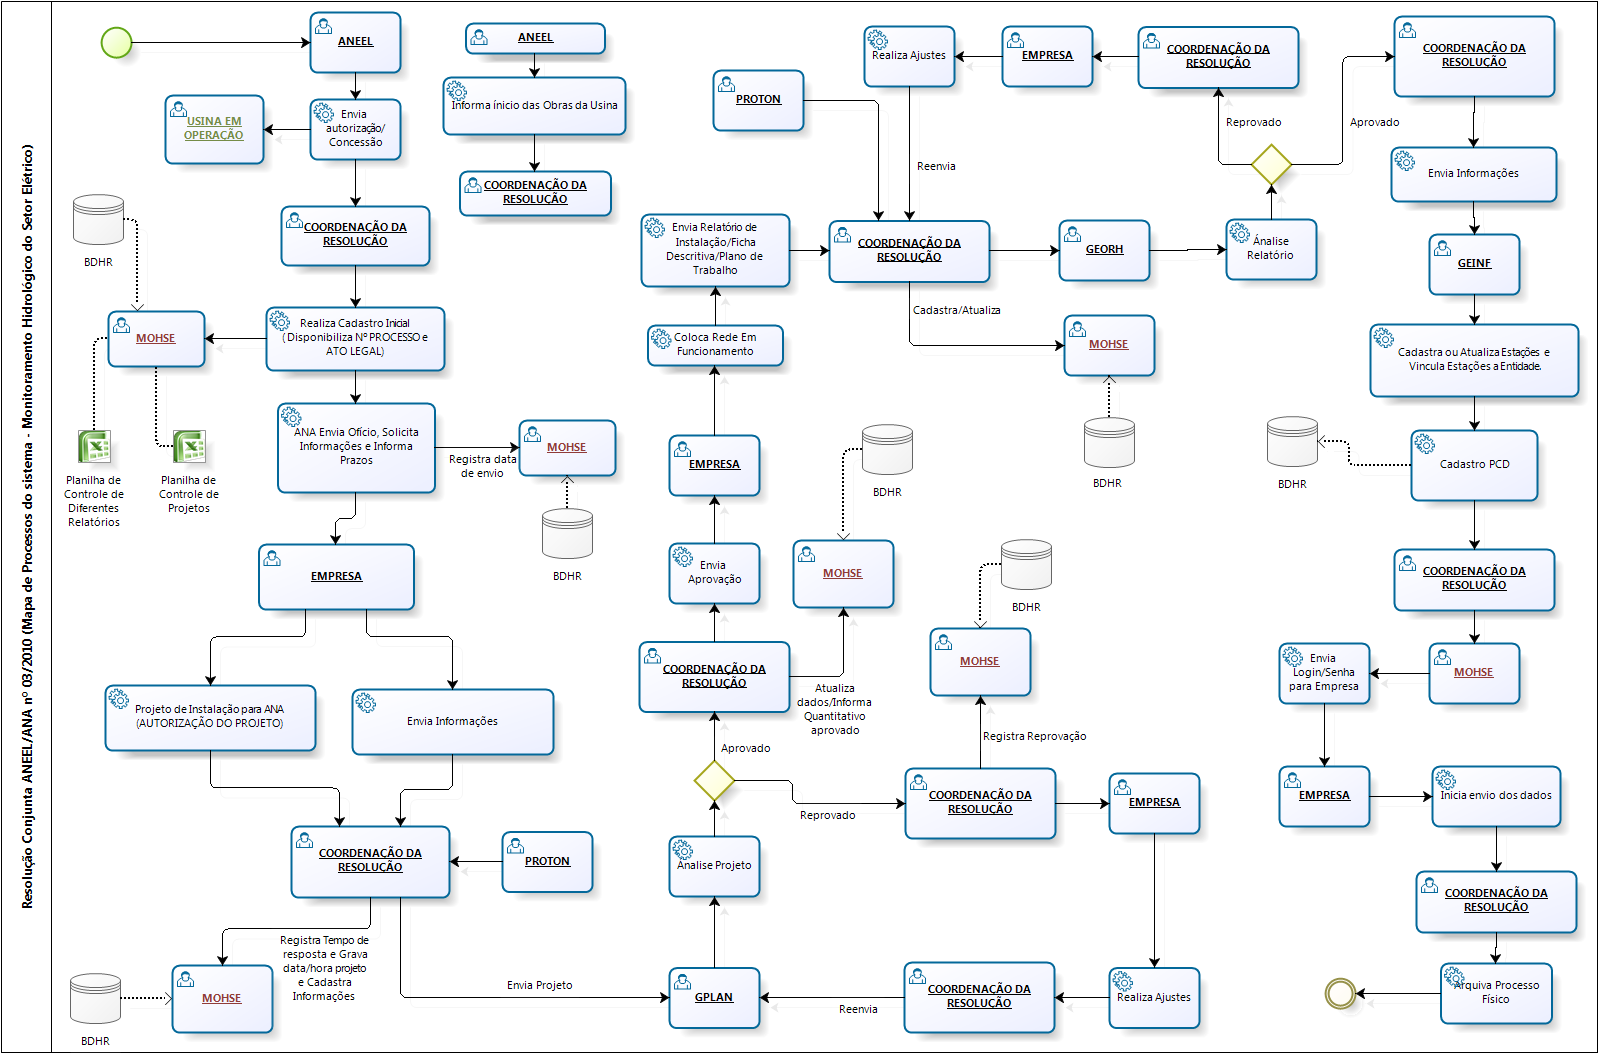 Resolução Conjunta ANEEL/ANA nº 03/2010 (Mapa de Processos do sistema - Monitoramento Hidrológico do Setor Elétrico)
ANEEL
Envia
autorização/
Concessão
USINA EM
OPERAÇÃO
COORDENAÇÃO DA
RESOLUÇÃO
Realiza Cadastro Inicial
( Disponibiliza Nº PROCESSO e
ATO LEGAL)
BDHR
MOHSE
Planilha de
Controle de
Diferentes
Relatórios
Planilha de
Controle de
Projetos
ANA Envia Ofício, Solicita
Informações e Informa
Prazos
Registra data
de envio
MOHSE
BDHR
EMPRESA
Projeto de Instalação para ANA
(AUTORIZAÇÃO DO PROJETO)
Envia Informações
COORDENAÇÃO DA
RESOLUÇÃO
PROTON
Registra Tempo de
resposta e Grava
data/hora projeto
e Cadastra
Informações
MOHSE
BDHR
Envia Projeto
ANEEL
Informa ínicio das Obras da Usina
COORDENAÇÃO DA
RESOLUÇÃO
GPLAN
Analise Projeto
Aprovado
Reprovado
COORDENAÇÃO DA
RESOLUÇÃO
Registra Reprovação
MOHSE
BDHR
EMPRESA
Realiza Ajustes
COORDENAÇÃO DA
RESOLUÇÃO
Reenvia
COORDENAÇÃO DA
RESOLUÇÃO
Atualiza
dados/Informa
Quantitativo
aprovado
MOHSE
BDHR
Envia
Aprovação
EMPRESA
Coloca Rede Em
Funcionamento
Envia Relatório de
Instalação/Ficha
Descritiva/Plano de
Trabalho
PROTON
COORDENAÇÃO DA
RESOLUÇÃO
Cadastra/Atualiza
MOHSE
BDHR
GEORH
Ánalise
Relatório
Reprovado
Aprovado
COORDENAÇÃO DA
RESOLUÇÃO
EMPRESA
Realiza Ajustes
Reenvia
COORDENAÇÃO DA
RESOLUÇÃO
Envia Informações
GEINF
Cadastra ou Atualiza Estações e
Vincula Estações a Entidade.
Cadastro PCD
BDHR
COORDENAÇÃO DA
RESOLUÇÃO
MOHSE
Envia
Login/Senha
para Empresa
EMPRESA
Inicia envio dos dados
COORDENAÇÃO DA
RESOLUÇÃO
Arquiva Processo
Físico